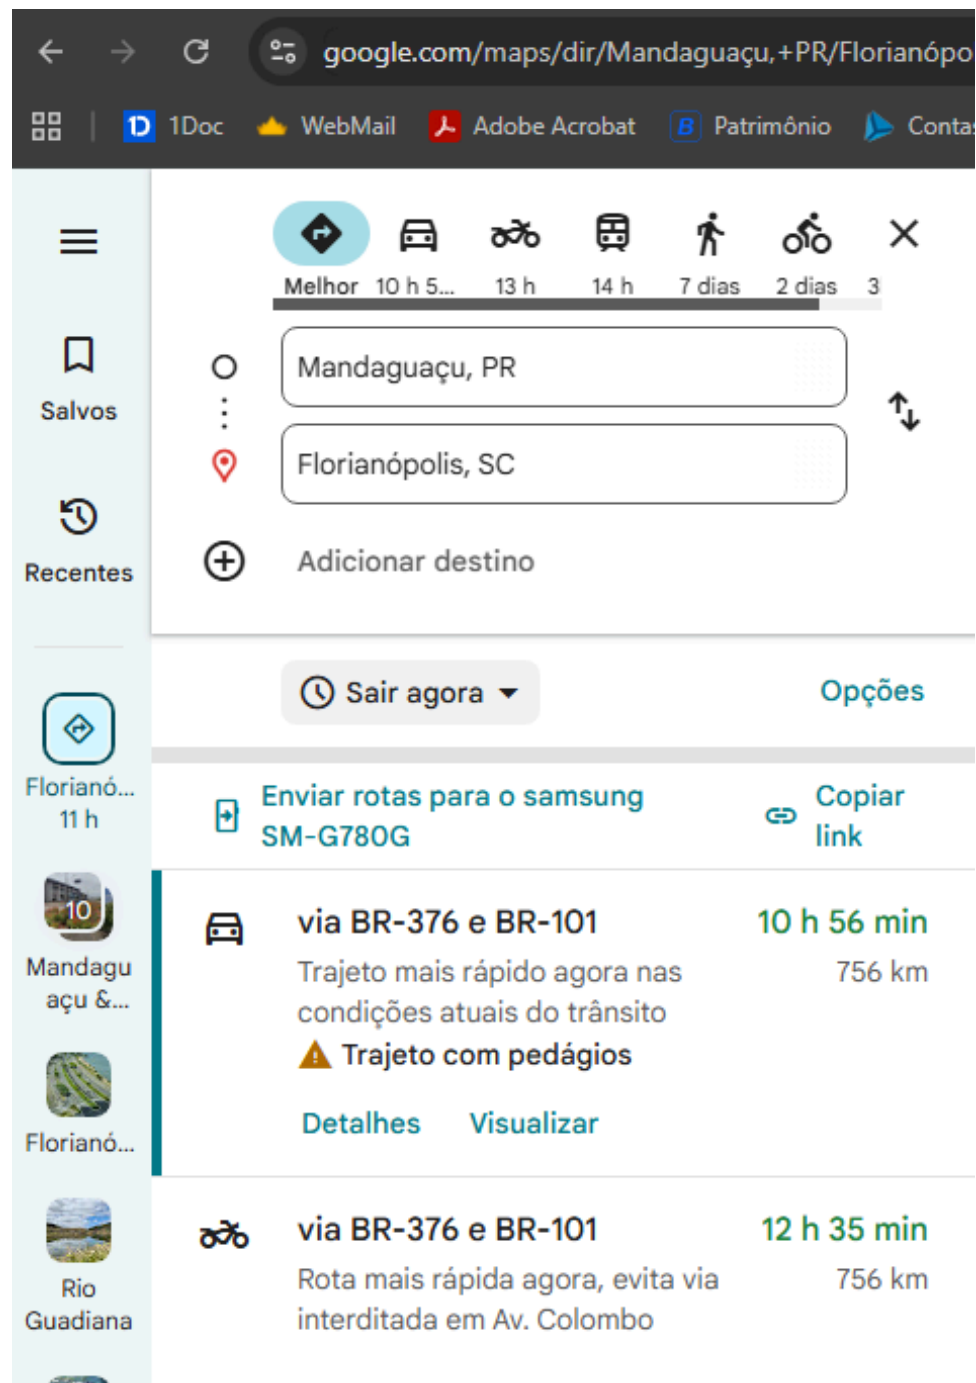 google.com/maps/dir/Mandaguaçu,+PR/Florianópo
1Doc WebMail Adobe Acrobat B Patrimônio Contas
Melhor 10 h 5... 13 h 14 h 7 dias 2 dias 3
Mandaguaçu, PR
Florianópolis, SC
Adicionar destino
Salvos
Recentes
Florianó...
11 h
10
Mandagu
açu &...
Florianó...
Rio
Guadiana
Sair agora
Opções
Enviar rotas para o samsung
SM-G780G
Copiar
link
via BR-376 e BR-101 10 h 56 min
Trajeto mais rápido agora nas 756 km
condições atuais do trânsito
Trajeto com pedágios
Detalhes Visualizar
via BR-376 e BR-101 12 h 35 min
Rota mais rápida agora, evita via 756 km
interditada em Av. Colombo